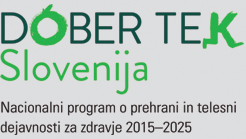 DOBER TEK
Slovenija
Nacionalni program o prehrani in telesni
dejavnosti za zdravje 2015–2025